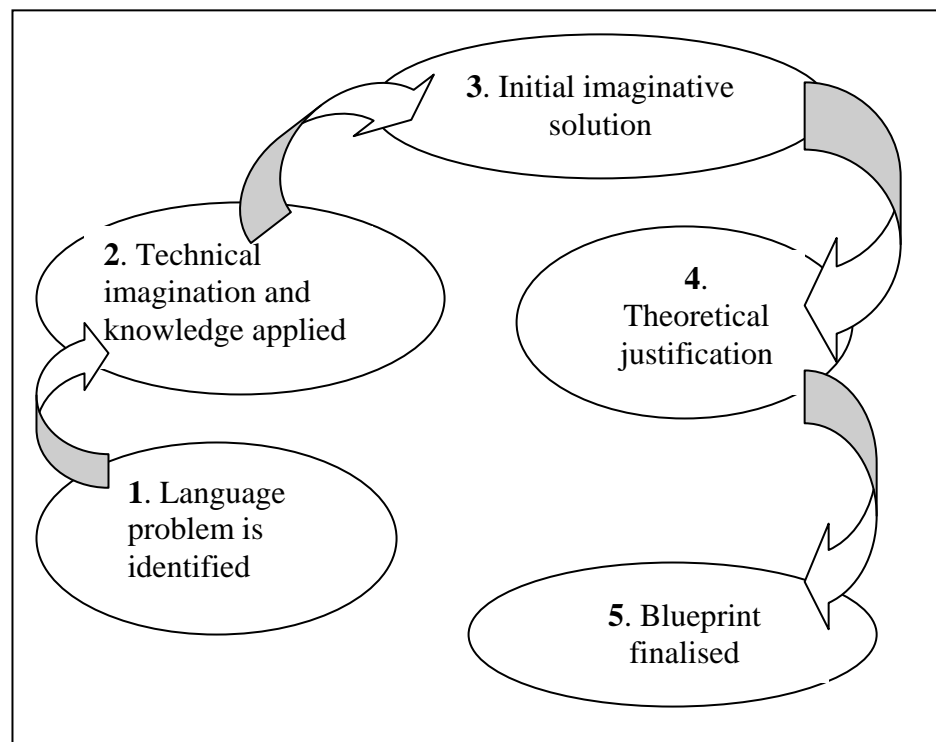 1. Language
problem is
identified
2. Technical
imagination and
knowledge applied
3. Initial imaginative
solution
4.
Theoretical
justification
5. Blueprint
finalised